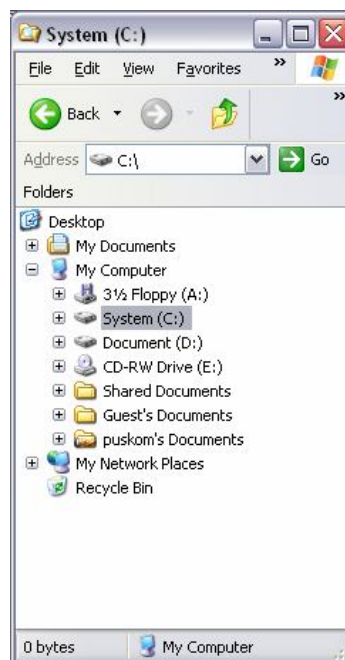 System (C:)
File Edit View Favorites »
Back »
Address C:\ Go
Folders
Desktop
My Documents
My Computer
3½ Floppy (A:)
System (C:)
Document (D:)
CD-RW Drive (E:)
Shared Documents
Guest's Documents
puskom's Documents
My Network Places
Recycle Bin
0 bytes My Computer